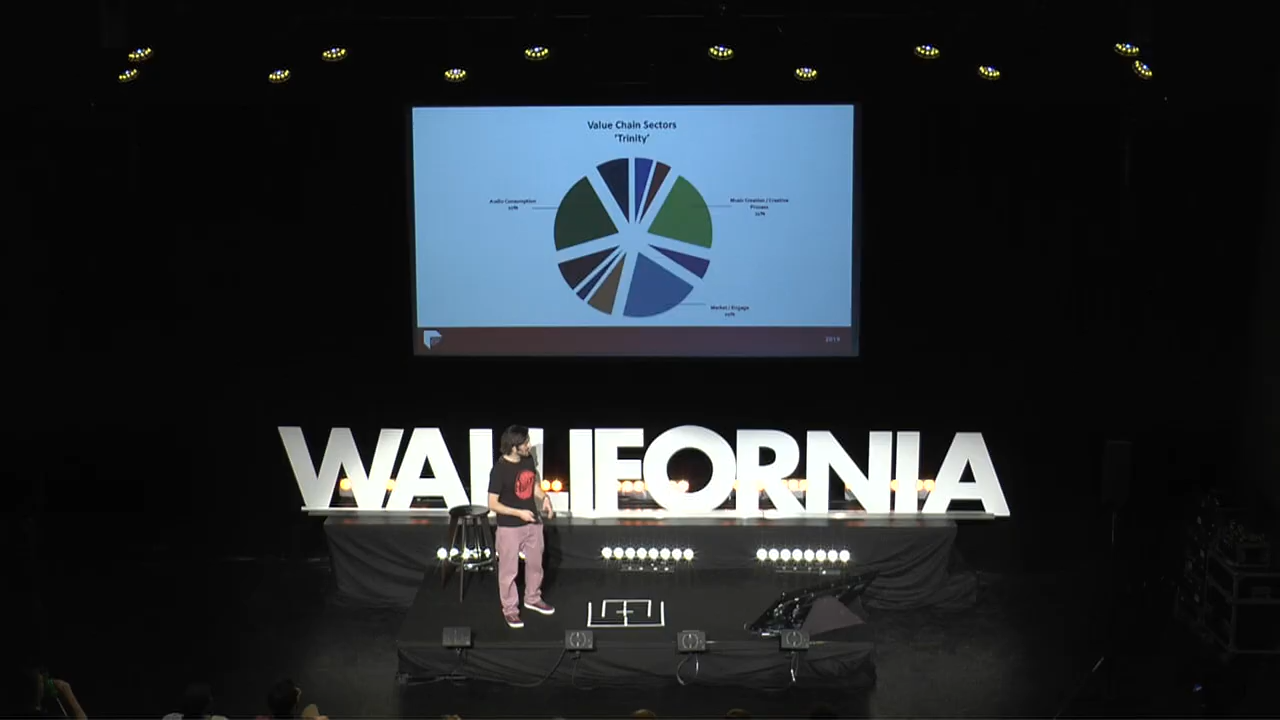 Value Chain Sectors
'Trinity'
Audio Consumption
Music Creation / Creative
Process
Market / Engage
2019
WALLIFORNIA